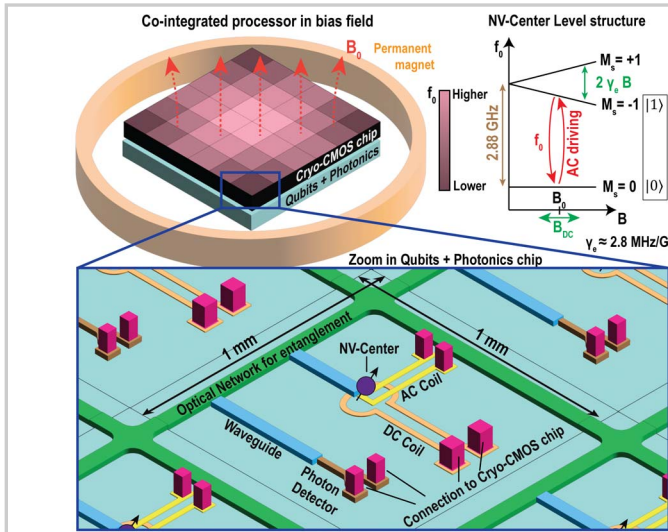 Co-integrated processor in bias field
B₀
Permanent
magnet
f₀
Higher
Lower
Cryo-CMOS chip
Qubits + Photonics
NV-Center Level structure
f₀
Mₛ= +1
2 γₑ B
Mₛ= -1
|1⟩
2.88 GHz
f₀
AC driving
Mₛ= 0
|0⟩
B₀
B
B_DC
γₑ ≈ 2.8 MHz/G
Zoom in Qubits + Photonics chip
1 mm
1 mm
Optical Network for entanglement
NV-Center
AC Coil
DC Coil
Waveguide
Photon
Detector
Connection to Cryo-CMOS chip